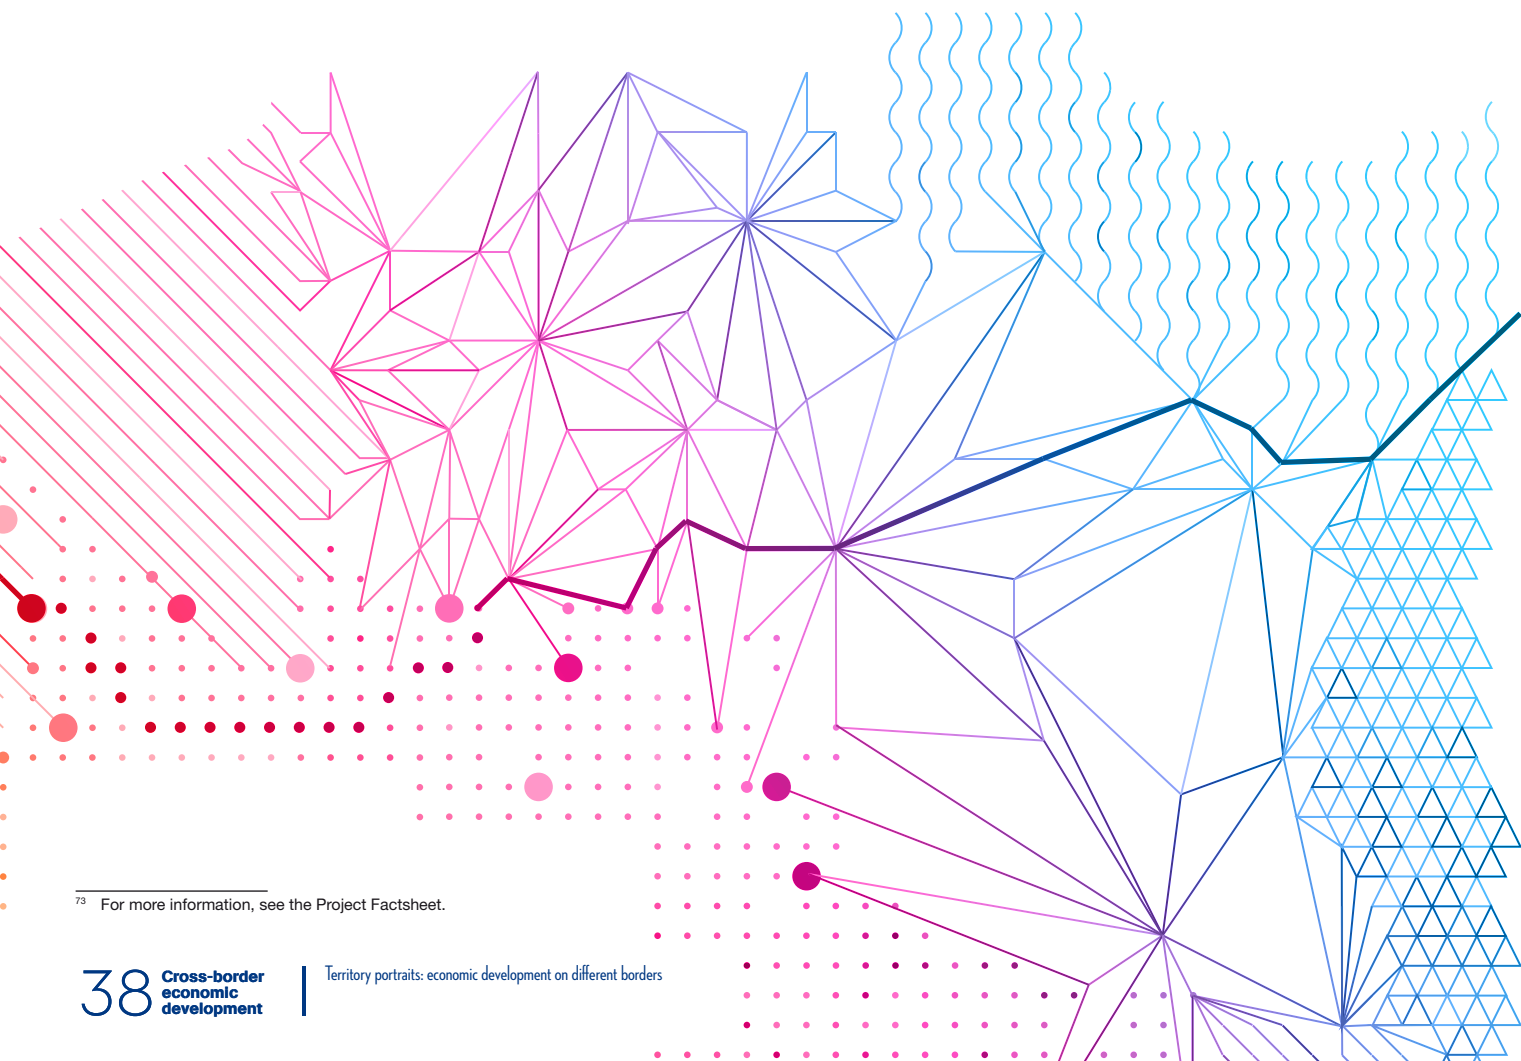 73 For more information, see the Project Factsheet.
38
Cross-border
economic
development
Territory portraits: economic development on different borders